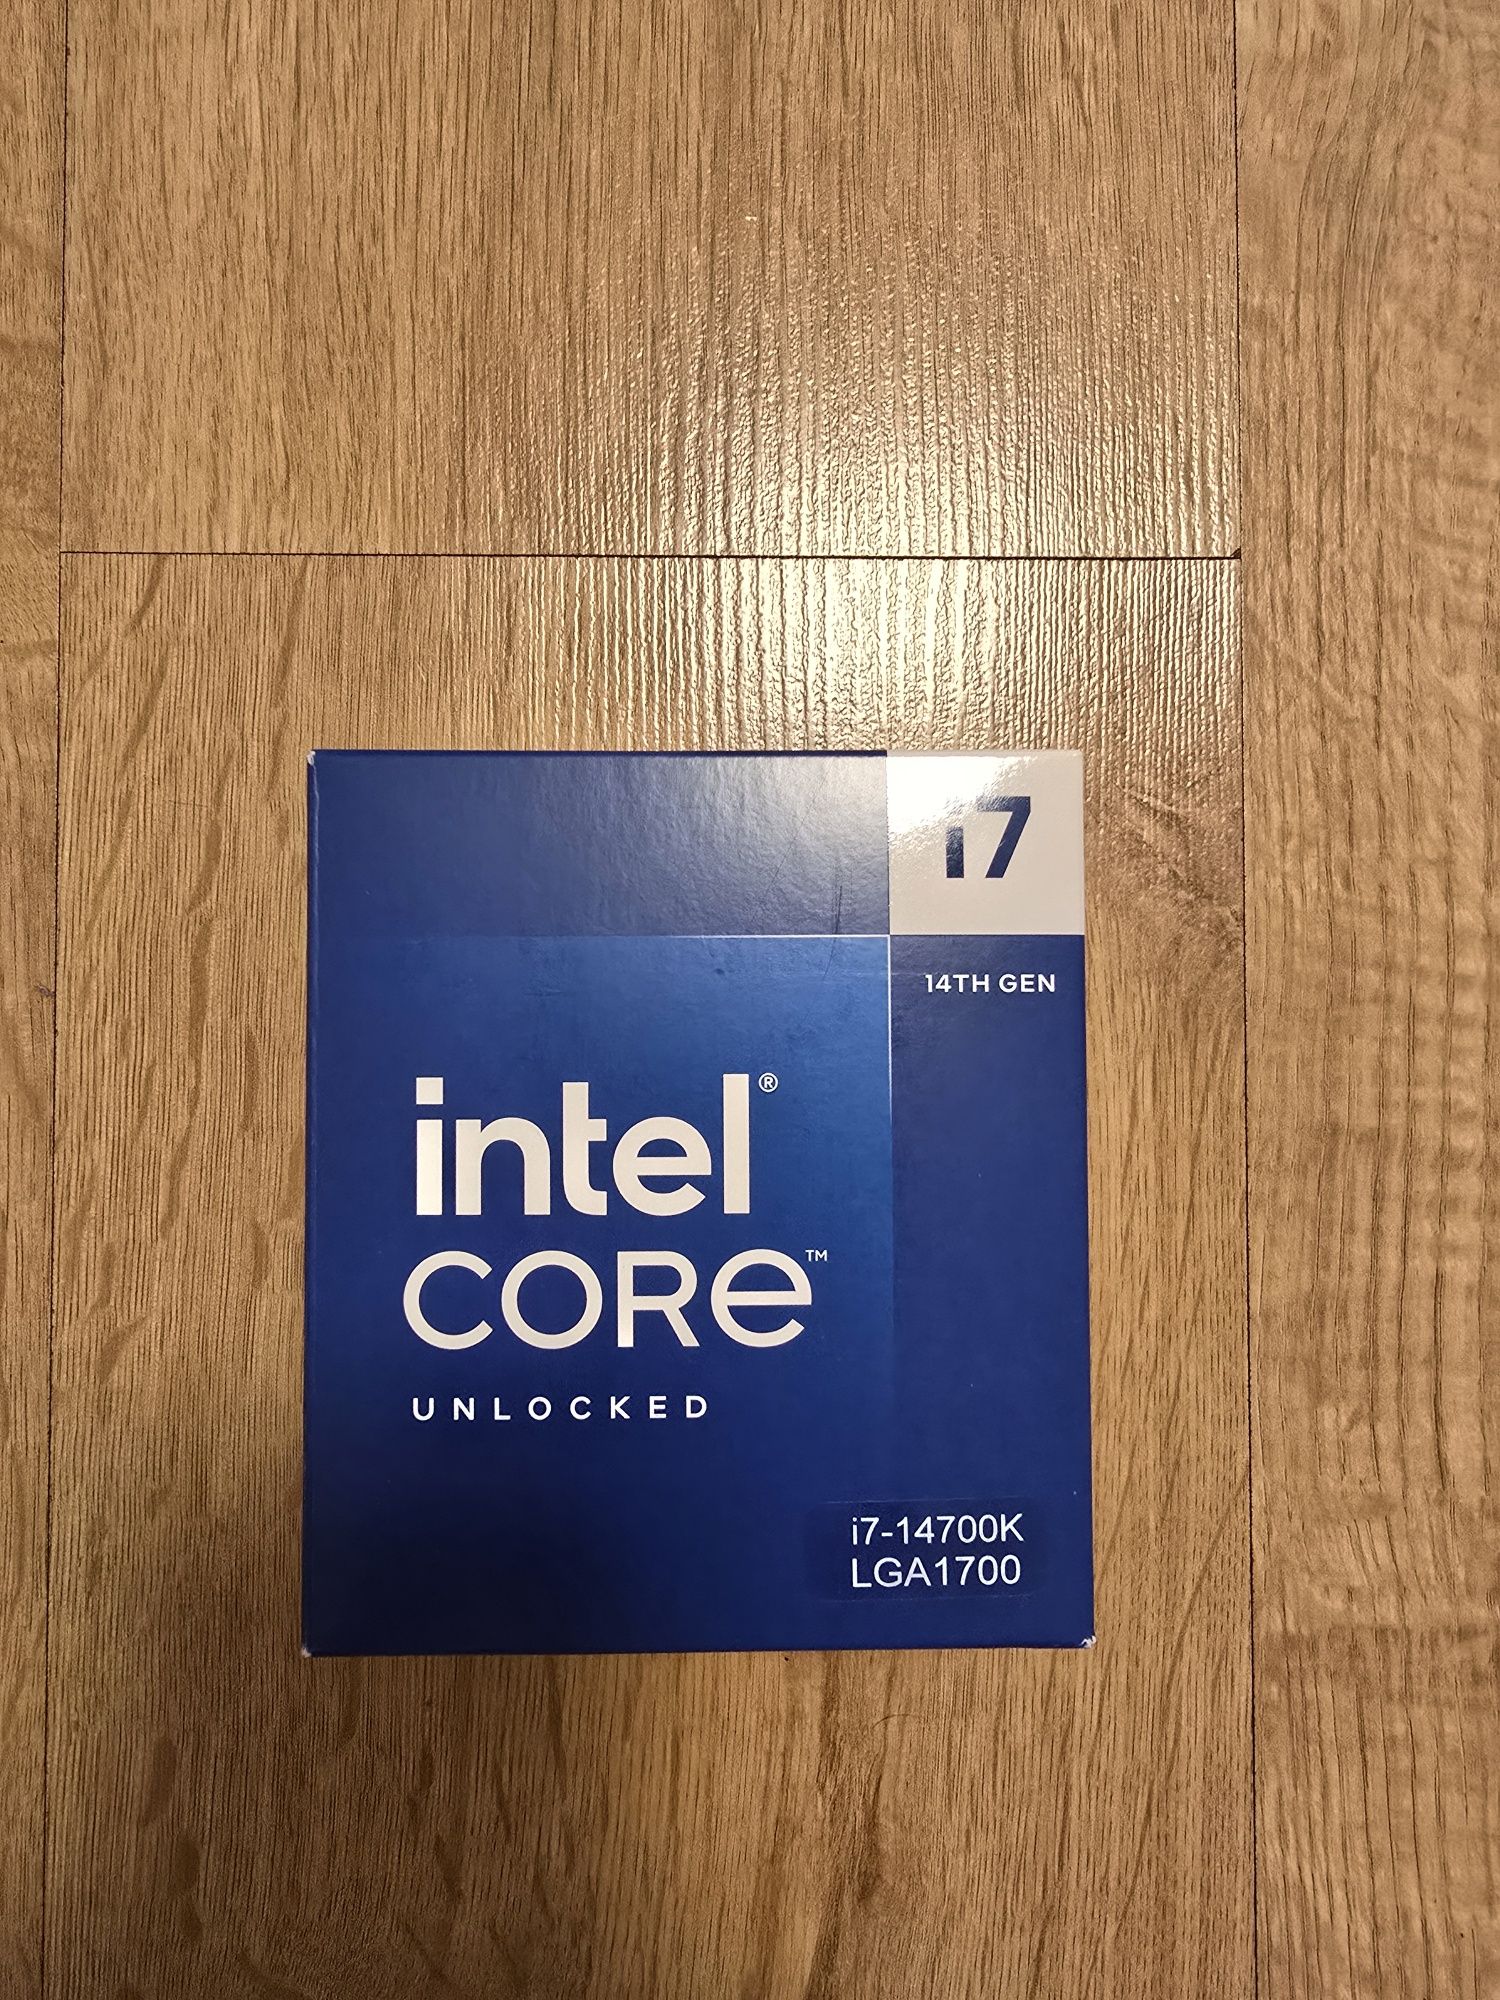 i7
14TH GEN
intel®
CORe™
UNLOCKED
i7-14700K
LGA1700